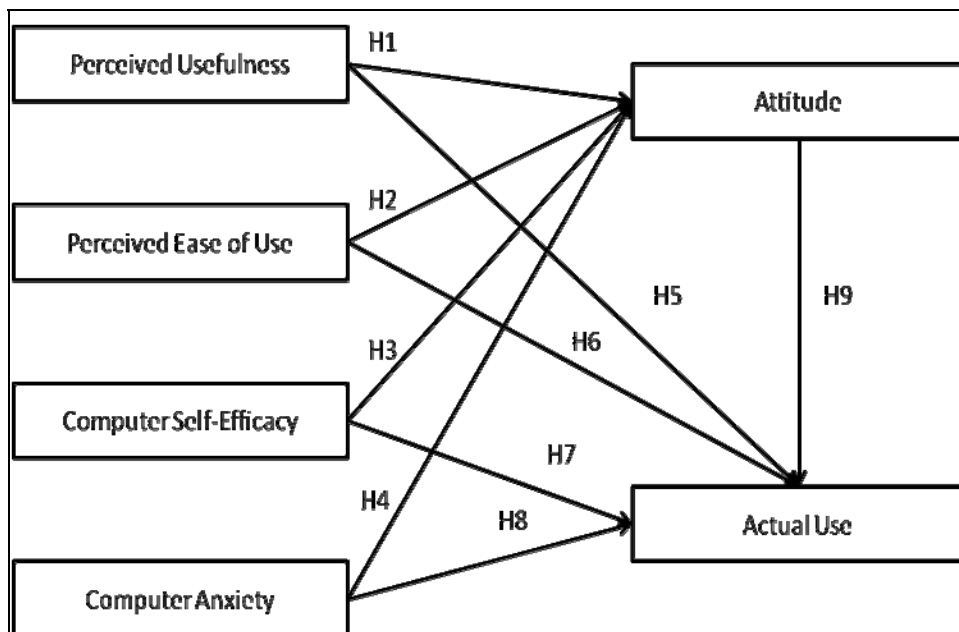 H1
Perceived Usefulness
Attitude
H2
Perceived Ease of Use
H5
H9
H6
H3
Computer Self-Efficacy
H7
H4
H8
Actual Use
Computer Anxiety